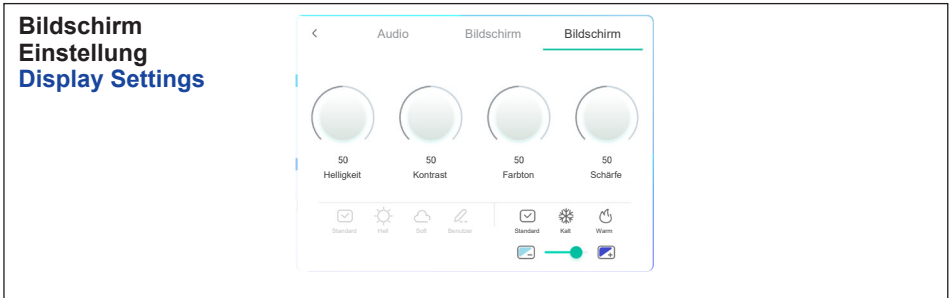 Bildschirm
Einstellung
Display Settings
Audio Bildschirm Bildschirm
50 50 50 50
Helligkeit Kontrast Farbton Schärfe
Standard Hell Soft Benutzer Standard Kalt Warm